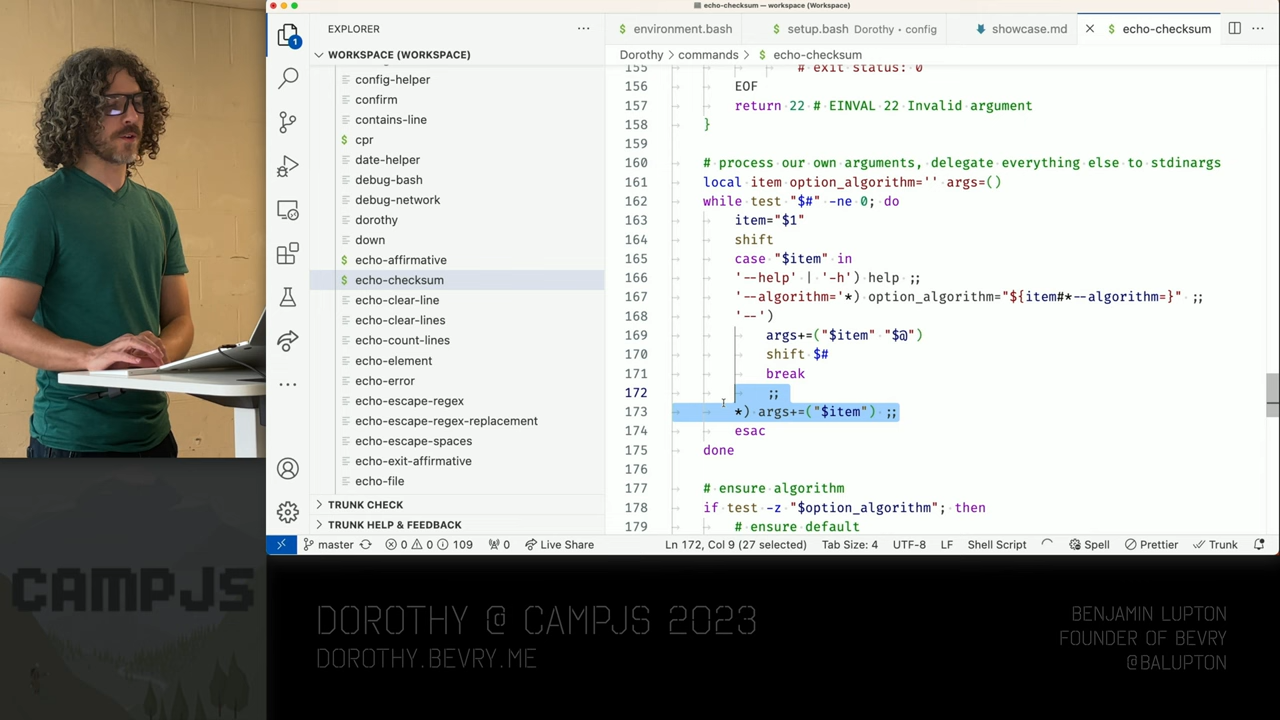 echo-checksum — workspace (Workspace)
EXPLORER
environment.bash
setup.bash Dorothy • config
showcase.md
echo-checksum
WORKSPACE (WORKSPACE)
Dorothy > commands > $ echo-checksum
config-helper
confirm
contains-line
cpr
date-helper
debug-bash
debug-network
dorothy
down
echo-affirmative
echo-checksum
echo-clear-line
echo-clear-lines
echo-count-lines
echo-element
echo-error
echo-escape-regex
echo-escape-regex-replacement
echo-escape-spaces
echo-exit-affirmative
echo-file
TRUNK CHECK
TRUNK HELP & FEEDBACK
155 # exit status: 0
156 EOF
157 return 22 # EINVAL 22 Invalid argument
158 }
159
160 # process our own arguments, delegate everything else to stdinargs
161 local item option_algorithm='' args=()
162 while test "$#" -ne 0; do
163 item="$1"
164 shift
165 case "$item" in
166 '--help' | '-h') help ;;
167 '--algorithm='*) option_algorithm="${item#*--algorithm=}" ;;
168 '--')
169 args+=("$item" "$@")
170 shift $#
171 break
172 ;;
173 *) args+=("$item") ;;
174 esac
175 done
176
177 # ensure algorithm
178 if test -z "$option_algorithm"; then
179 # ensure default
master 0 0 109 0 Live Share Ln 172, Col 9 (27 selected) Tab Size: 4 UTF-8 LF Shell Script Spell Prettier Trunk
CAMPJS
DOROTHY @ CAMPJS 2023
DOROTHY.BEVRY.ME
BENJAMIN LUPTON
FOUNDER OF BEVRY
@BALUPTON